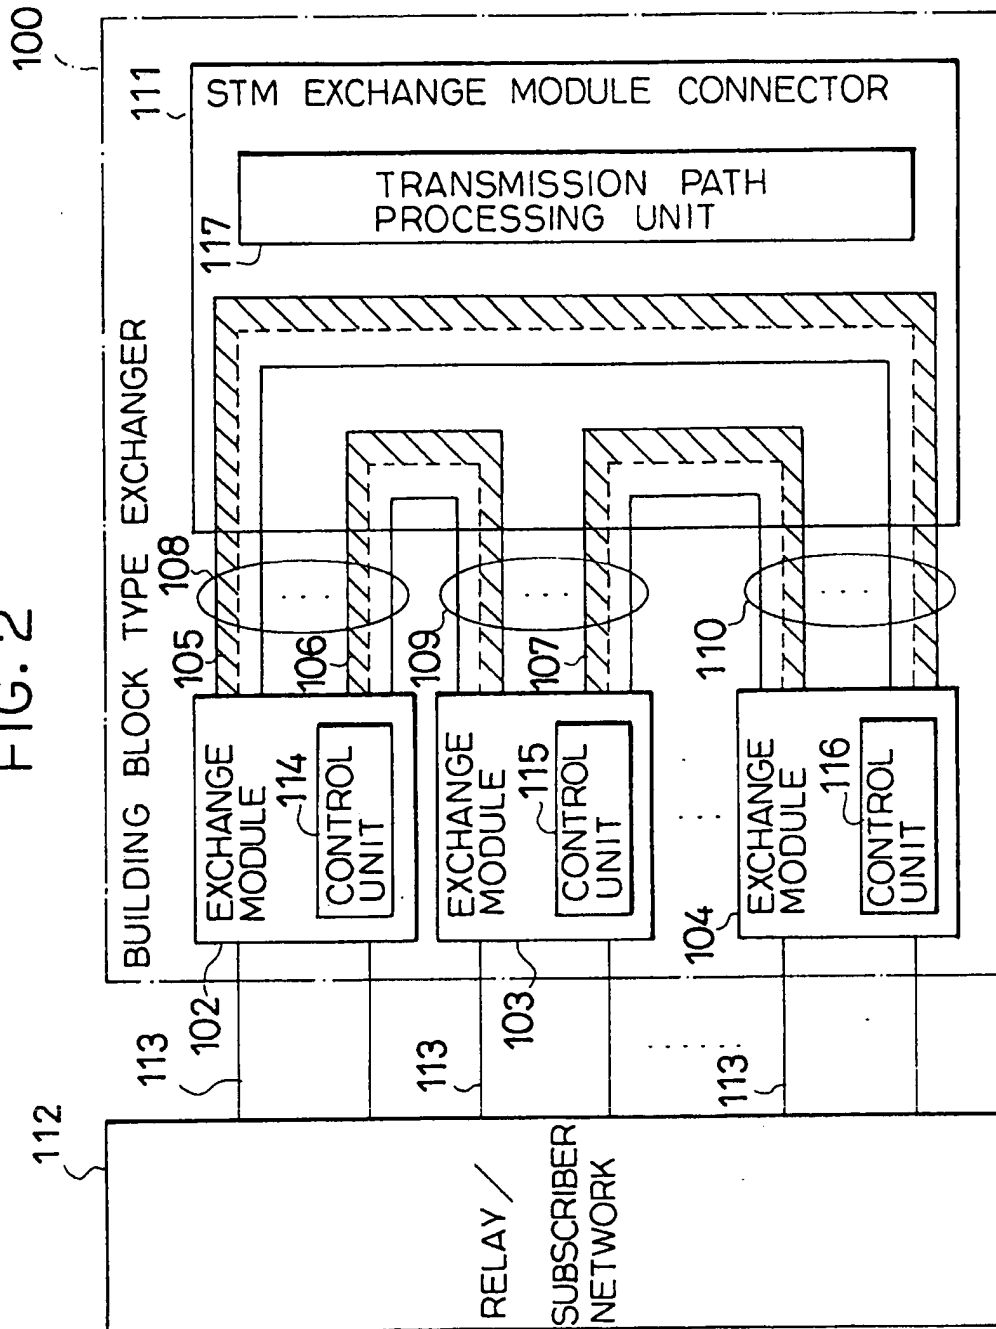 FIG. 2
100
BUILDING BLOCK TYPE EXCHANGER
111
STM EXCHANGE MODULE CONNECTOR
117
TRANSMISSION PATH
PROCESSING UNIT
105
108
106
109
107
110
102
EXCHANGE
MODULE
114
CONTROL
UNIT
103
EXCHANGE
MODULE
115
CONTROL
UNIT
104
EXCHANGE
MODULE
116
CONTROL
UNIT
113
113
113
112
RELAY /
SUBSCRIBER
NETWORK